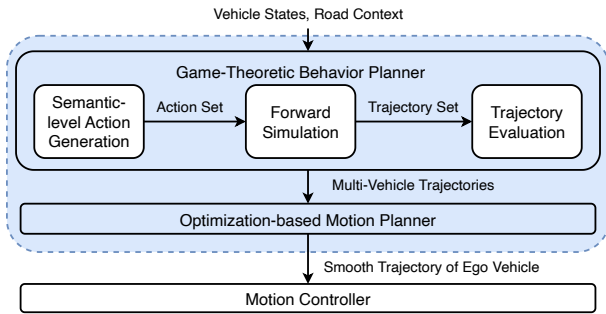 Vehicle States, Road Context
Game-Theoretic Behavior Planner
Semantic-
level Action
Generation
Action Set
Forward
Simulation
Trajectory Set
Trajectory
Evaluation
Multi-Vehicle Trajectories
Optimization-based Motion Planner
Smooth Trajectory of Ego Vehicle
Motion Controller